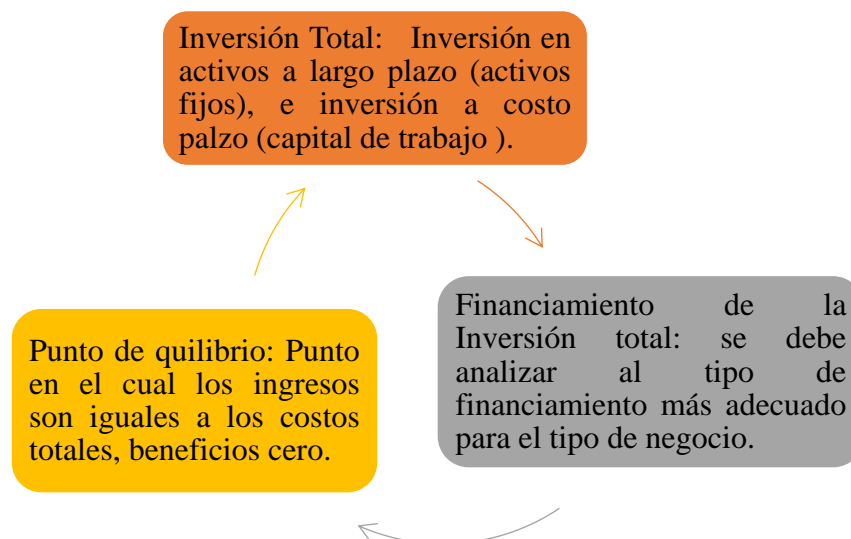 Inversión Total: Inversión en
activos a largo plazo (activos
fijos), e inversión a costo
palzo (capital de trabajo ).
Financiamiento de la
Inversión total: se debe
analizar al tipo de
financiamiento más adecuado
para el tipo de negocio.
Punto de quilibrio: Punto
en el cual los ingresos
son iguales a los costos
totales, beneficios cero.